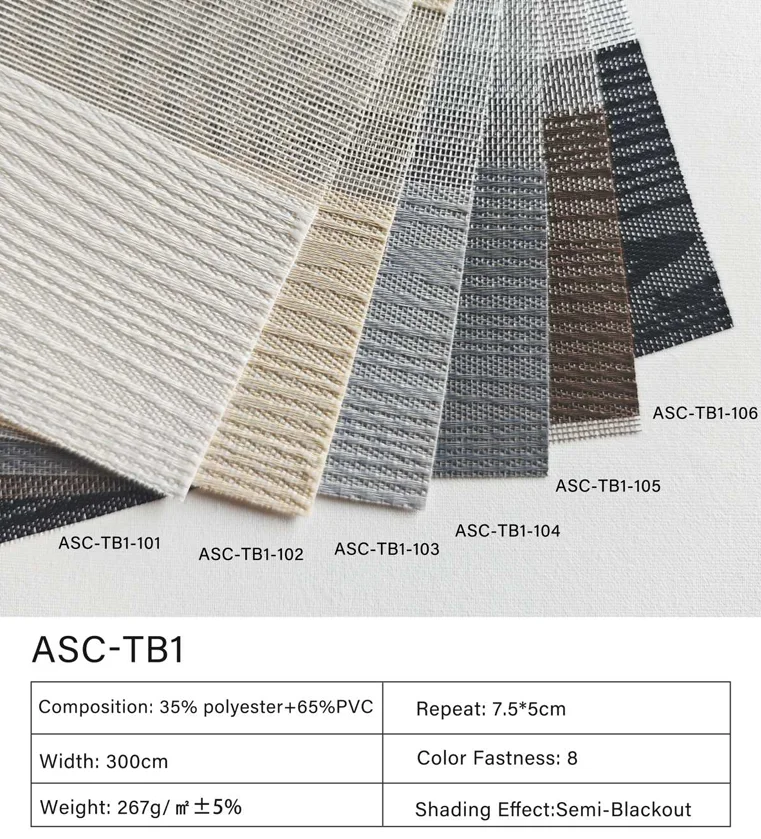 ASC-TB1-106
ASC-TB1-105
ASC-TB1-104
ASC-TB1-101
ASC-TB1-102
ASC-TB1-103
ASC-TB1
Composition: 35% polyester+65%PVC
Repeat: 7.5*5cm
Width: 300cm
Color Fastness: 8
Weight: 267g/㎡±5%
Shading Effect:Semi-Blackout